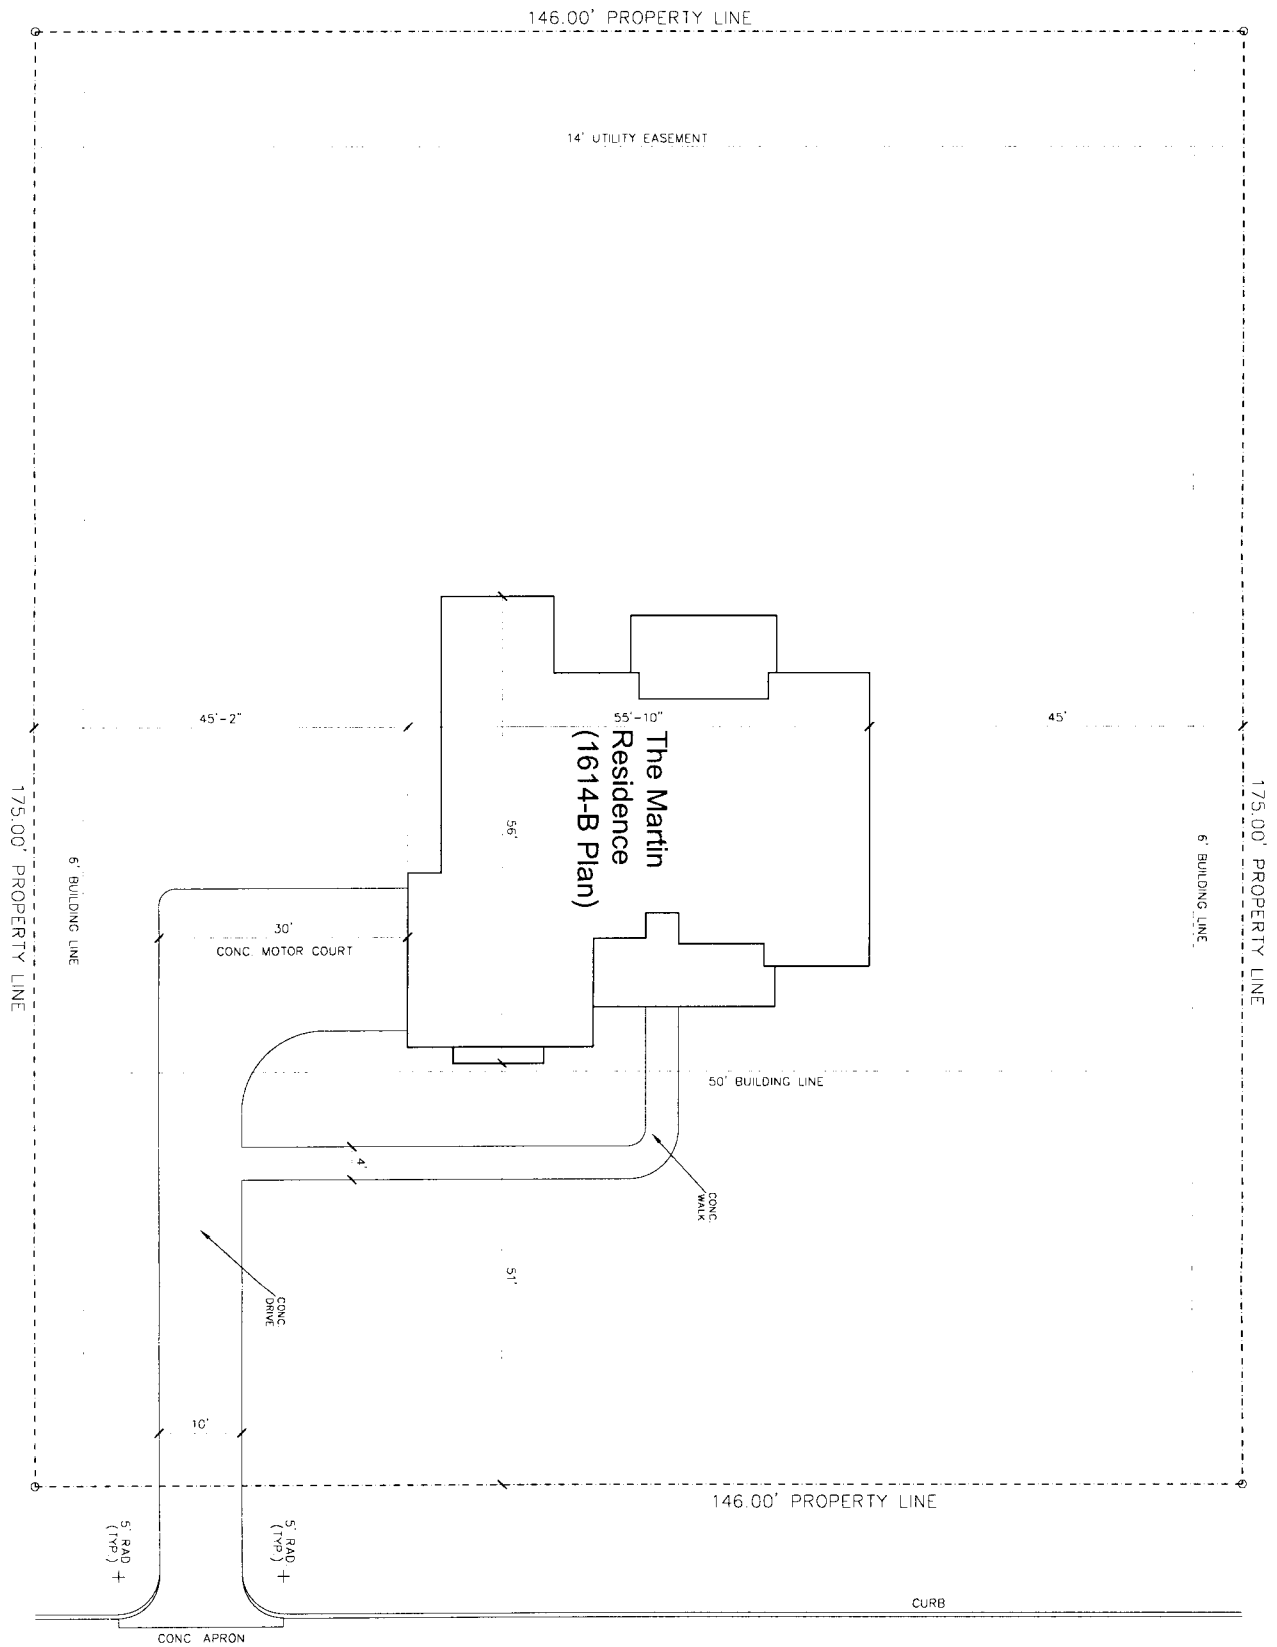 146.00' PROPERTY LINE
14' UTILITY EASEMENT
45'-2"
55'-10"
45'
The Martin
Residence
(1614-B Plan)
56'
175.00' PROPERTY LINE
6' BUILDING LINE
6' BUILDING LINE
175.00' PROPERTY LINE
30'
CONC. MOTOR COURT
50' BUILDING LINE
4'
CONC.
WALK
51'
CONC
DRIVE
10'
146.00' PROPERTY LINE
5' RAD
(TYP.)
5' RAD.
(TYP.)
CURB
CONC APRON